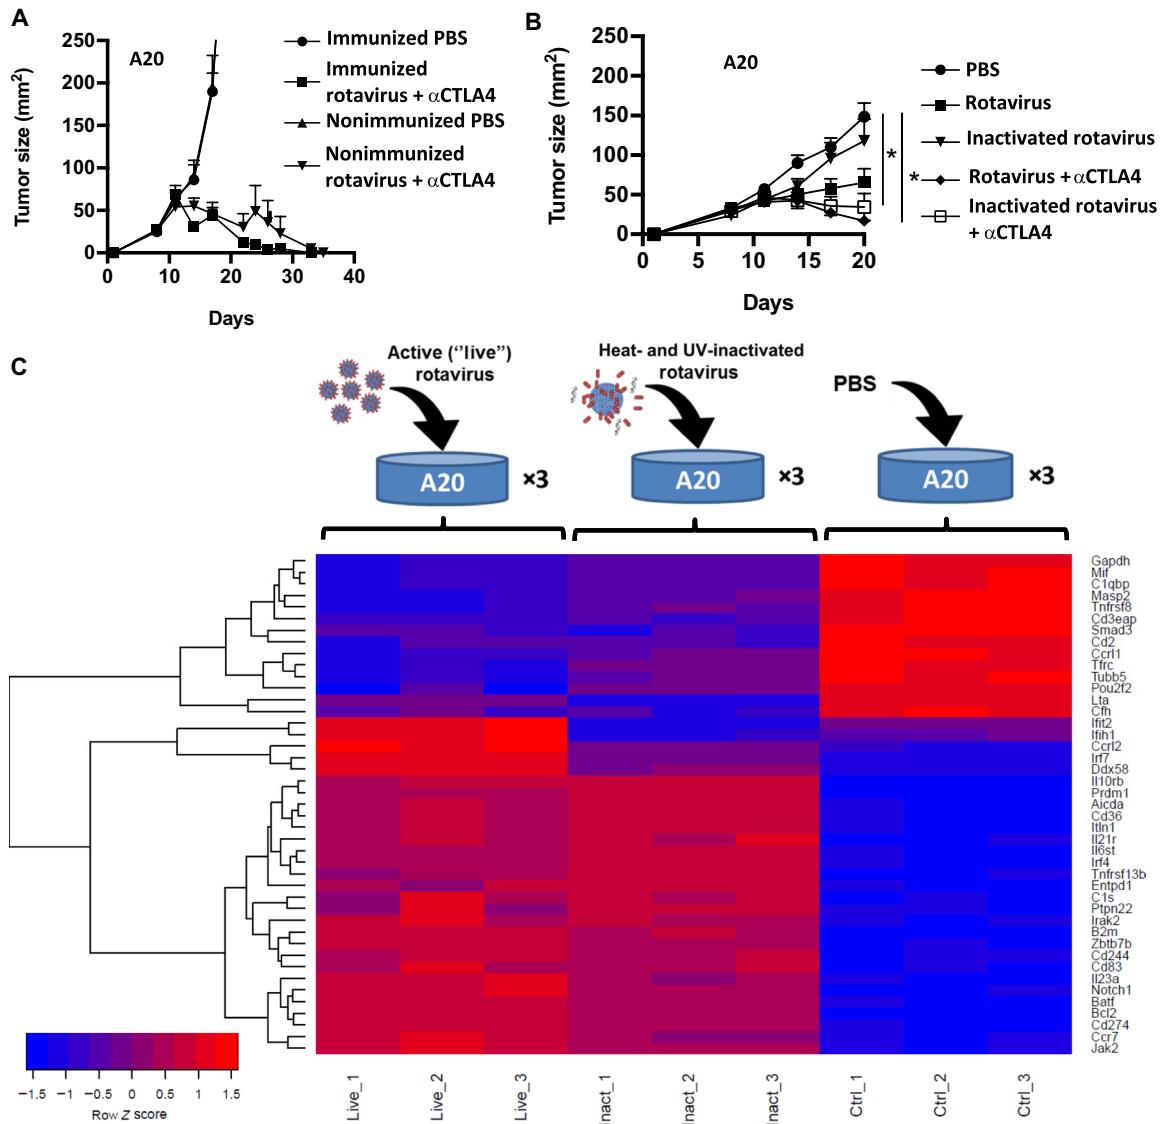 A
A20
Tumor size (mm²)
250
200
150
100
50
0
0 10 20 30 40
Days
Immunized PBS
Immunized
rotavirus + αCTLA4
Nonimmunized PBS
Nonimmunized
rotavirus + αCTLA4
B
A20
Tumor size (mm²)
250
200
150
100
50
0
0 5 10 15 20
Days
*
*
PBS
Rotavirus
Inactivated rotavirus
Rotavirus + αCTLA4
Inactivated rotavirus
+ αCTLA4
C
Active (‘‘live’’)
rotavirus
Heat- and UV-inactivated
rotavirus
PBS
A20 ×3
A20 ×3
A20 ×3
Gapdh
Mif
C1qbp
Masp2
Tnfrsf8
Cd3eap
Smad3
Cd2
Ccrl1
Tfrc
Tubb5
Pou2f2
Lta
Cfh
Ifit2
Ifih1
Ccrl2
Irf7
Ddx58
Il10rb
Prdm1
Aicda
Cd36
Itln1
Il21r
Il6st
Irf4
Tnfrsf13b
Entpd1
C1s
Ptpn22
Irak2
B2m
Zbtb7b
Cd244
Cd83
Il23a
Notch1
Batf
Bcl2
Cd274
Ccr7
Jak2
−1.5 −1 −0.5 0 0.5 1 1.5
Row Z score
Live_1
Live_2
Live_3
Inact_1
Inact_2
Inact_3
Ctrl_1
Ctrl_2
Ctrl_3